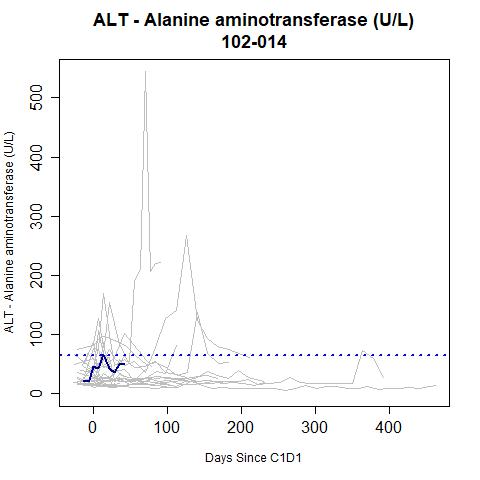 ALT - Alanine aminotransferase (U/L)
102-014
ALT - Alanine aminotransferase (U/L)
500
400
300
200
100
0
0 100 200 300 400
Days Since C1D1